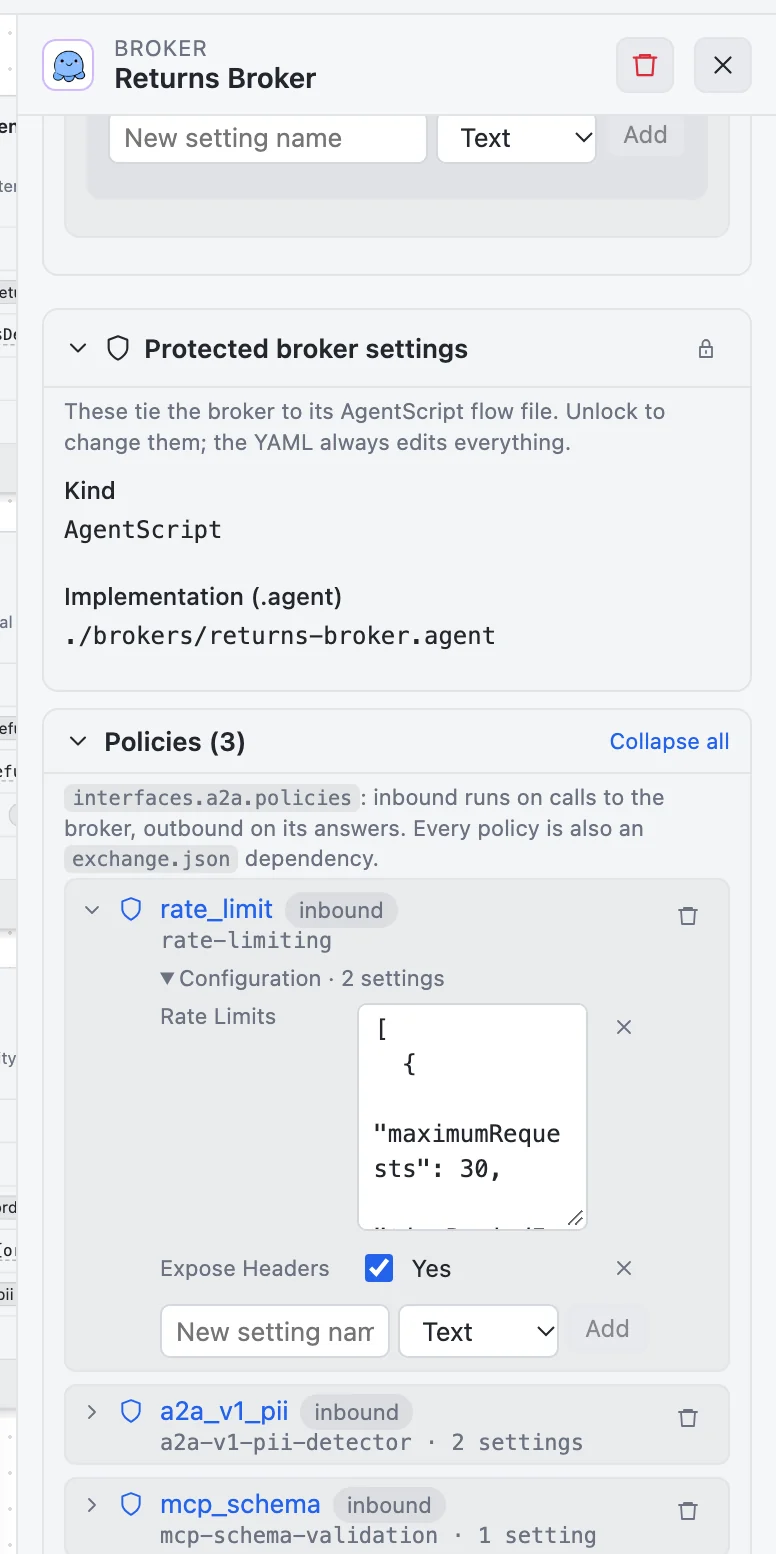 BROKER
Returns Broker
New setting name
Text
Add
Protected broker settings
These tie the broker to its AgentScript flow file. Unlock to
change them; the YAML always edits everything.
Kind
AgentScript
Implementation (.agent)
./brokers/returns-broker.agent
Policies (3)
Collapse all
interfaces.a2a.policies: inbound runs on calls to the
broker, outbound on its answers. Every policy is also an
exchange.json dependency.
rate_limit inbound
rate-limiting
Configuration · 2 settings
Rate Limits
[
{
"maximumReque
sts": 30,
Expose Headers
Yes
New setting nam
Text
Add
a2a_v1_pii inbound
a2a-v1-pii-detector · 2 settings
mcp_schema inbound
mcp-schema-validation · 1 setting